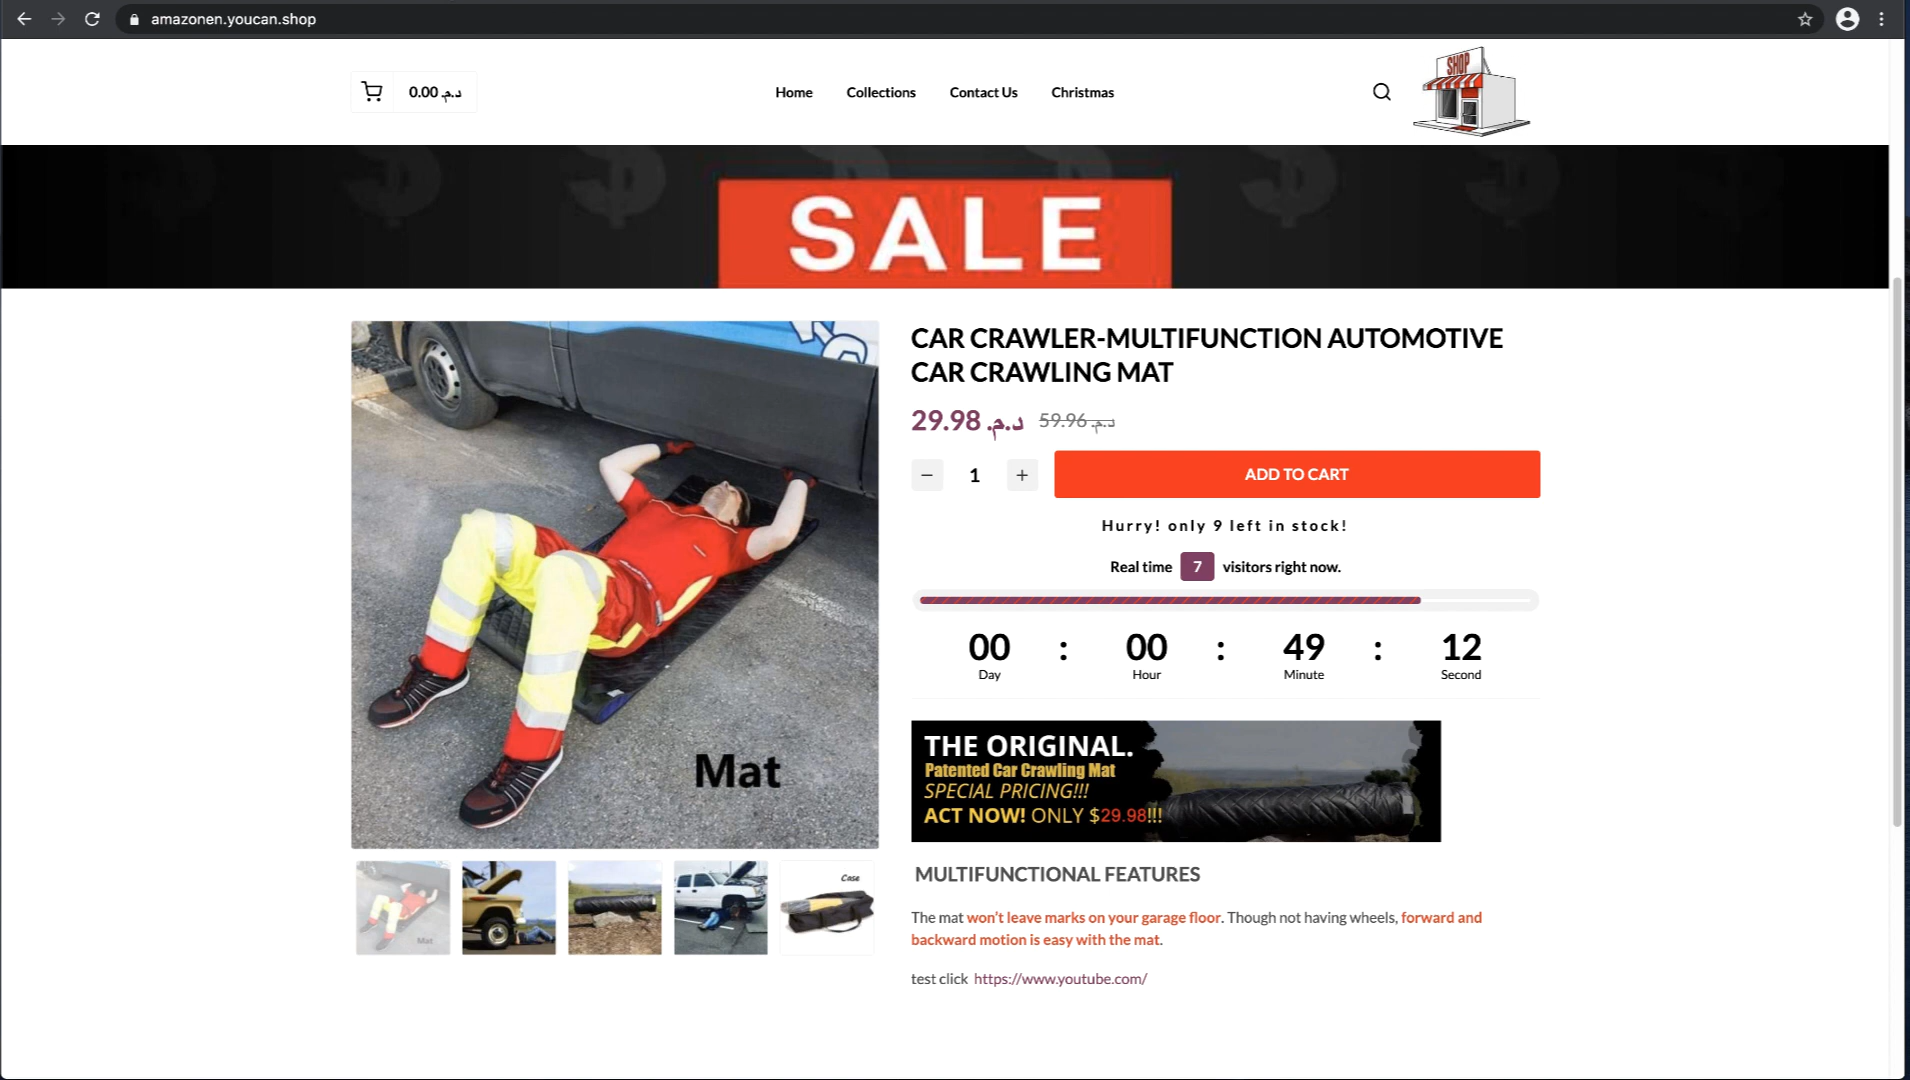 amazonen.youcan.shop
0.00 د.م.
Home
Collections
Contact Us
Christmas
SHOP
SALE
Mat
Mat
Case
CAR CRAWLER-MULTIFUNCTION AUTOMOTIVE
CAR CRAWLING MAT
29.98 د.م. 59.96 د.م.
− 1 + ADD TO CART
Hurry! only 9 left in stock!
Real time 7 visitors right now.
00 : 00 : 49 : 12
Day Hour Minute Second
THE ORIGINAL.
Patented Car Crawling Mat
SPECIAL PRICING!!!
ACT NOW! ONLY $29.98!!!
MULTIFUNCTIONAL FEATURES
The mat won't leave marks on your garage floor. Though not having wheels, forward and
backward motion is easy with the mat.
test click https://www.youtube.com/